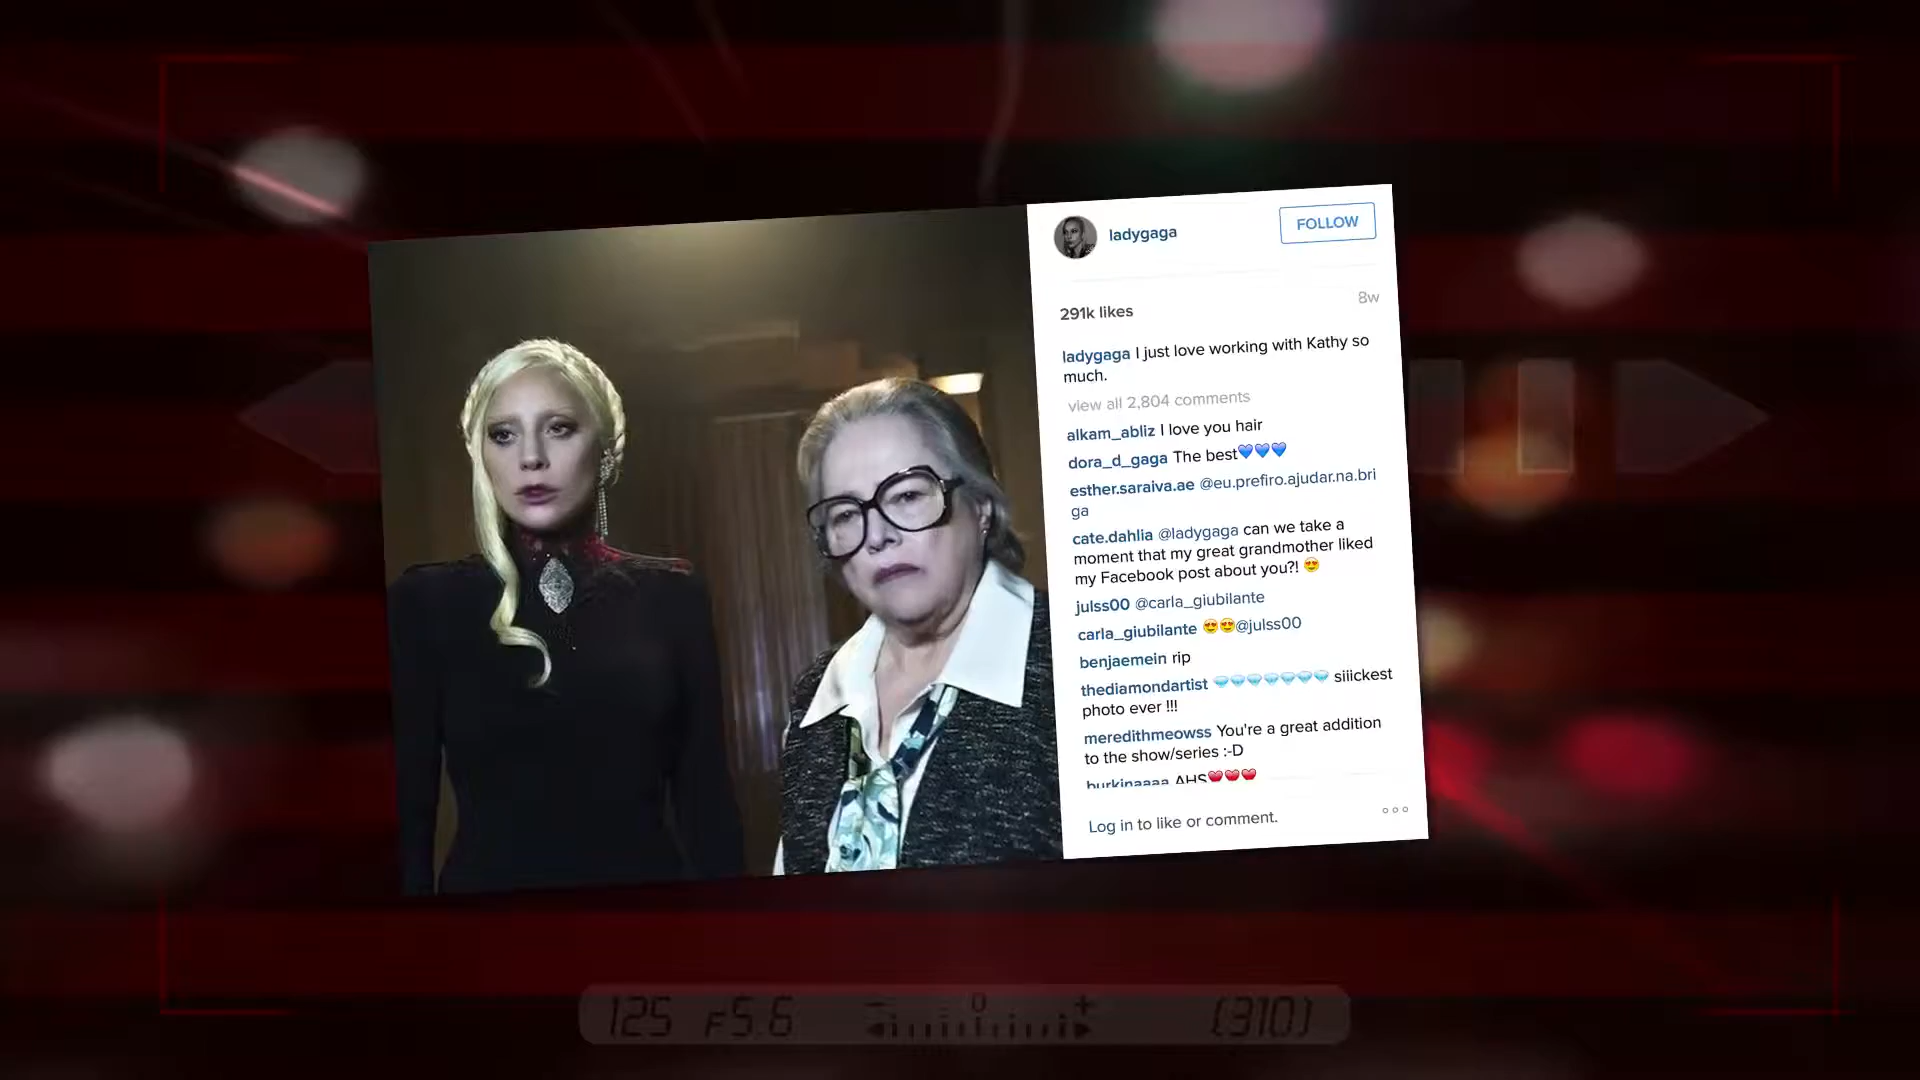 ladygaga
FOLLOW
291k likes
8w
ladygaga I just love working with Kathy so
much.
view all 2,804 comments
alkam_abliz I love you hair
dora_d_gaga The best💙💙💙
esther.saraiva.ae @eu.prefiro.ajudar.na.bri
ga
cate.dahlia @ladygaga can we take a
moment that my great grandmother liked
my Facebook post about you?! 😍
julss00 @carla_giubilante
carla_giubilante 😍😍@julss00
benjaemein rip
thediamondartist 💎💎💎💎💎💎💎 siiickest
photo ever !!!
meredithmeowss You're a great addition
to the show/series :-D
burkinaaaa AHS❤❤❤
Log in to like or comment.
125 F5.6 − 0 + (310)